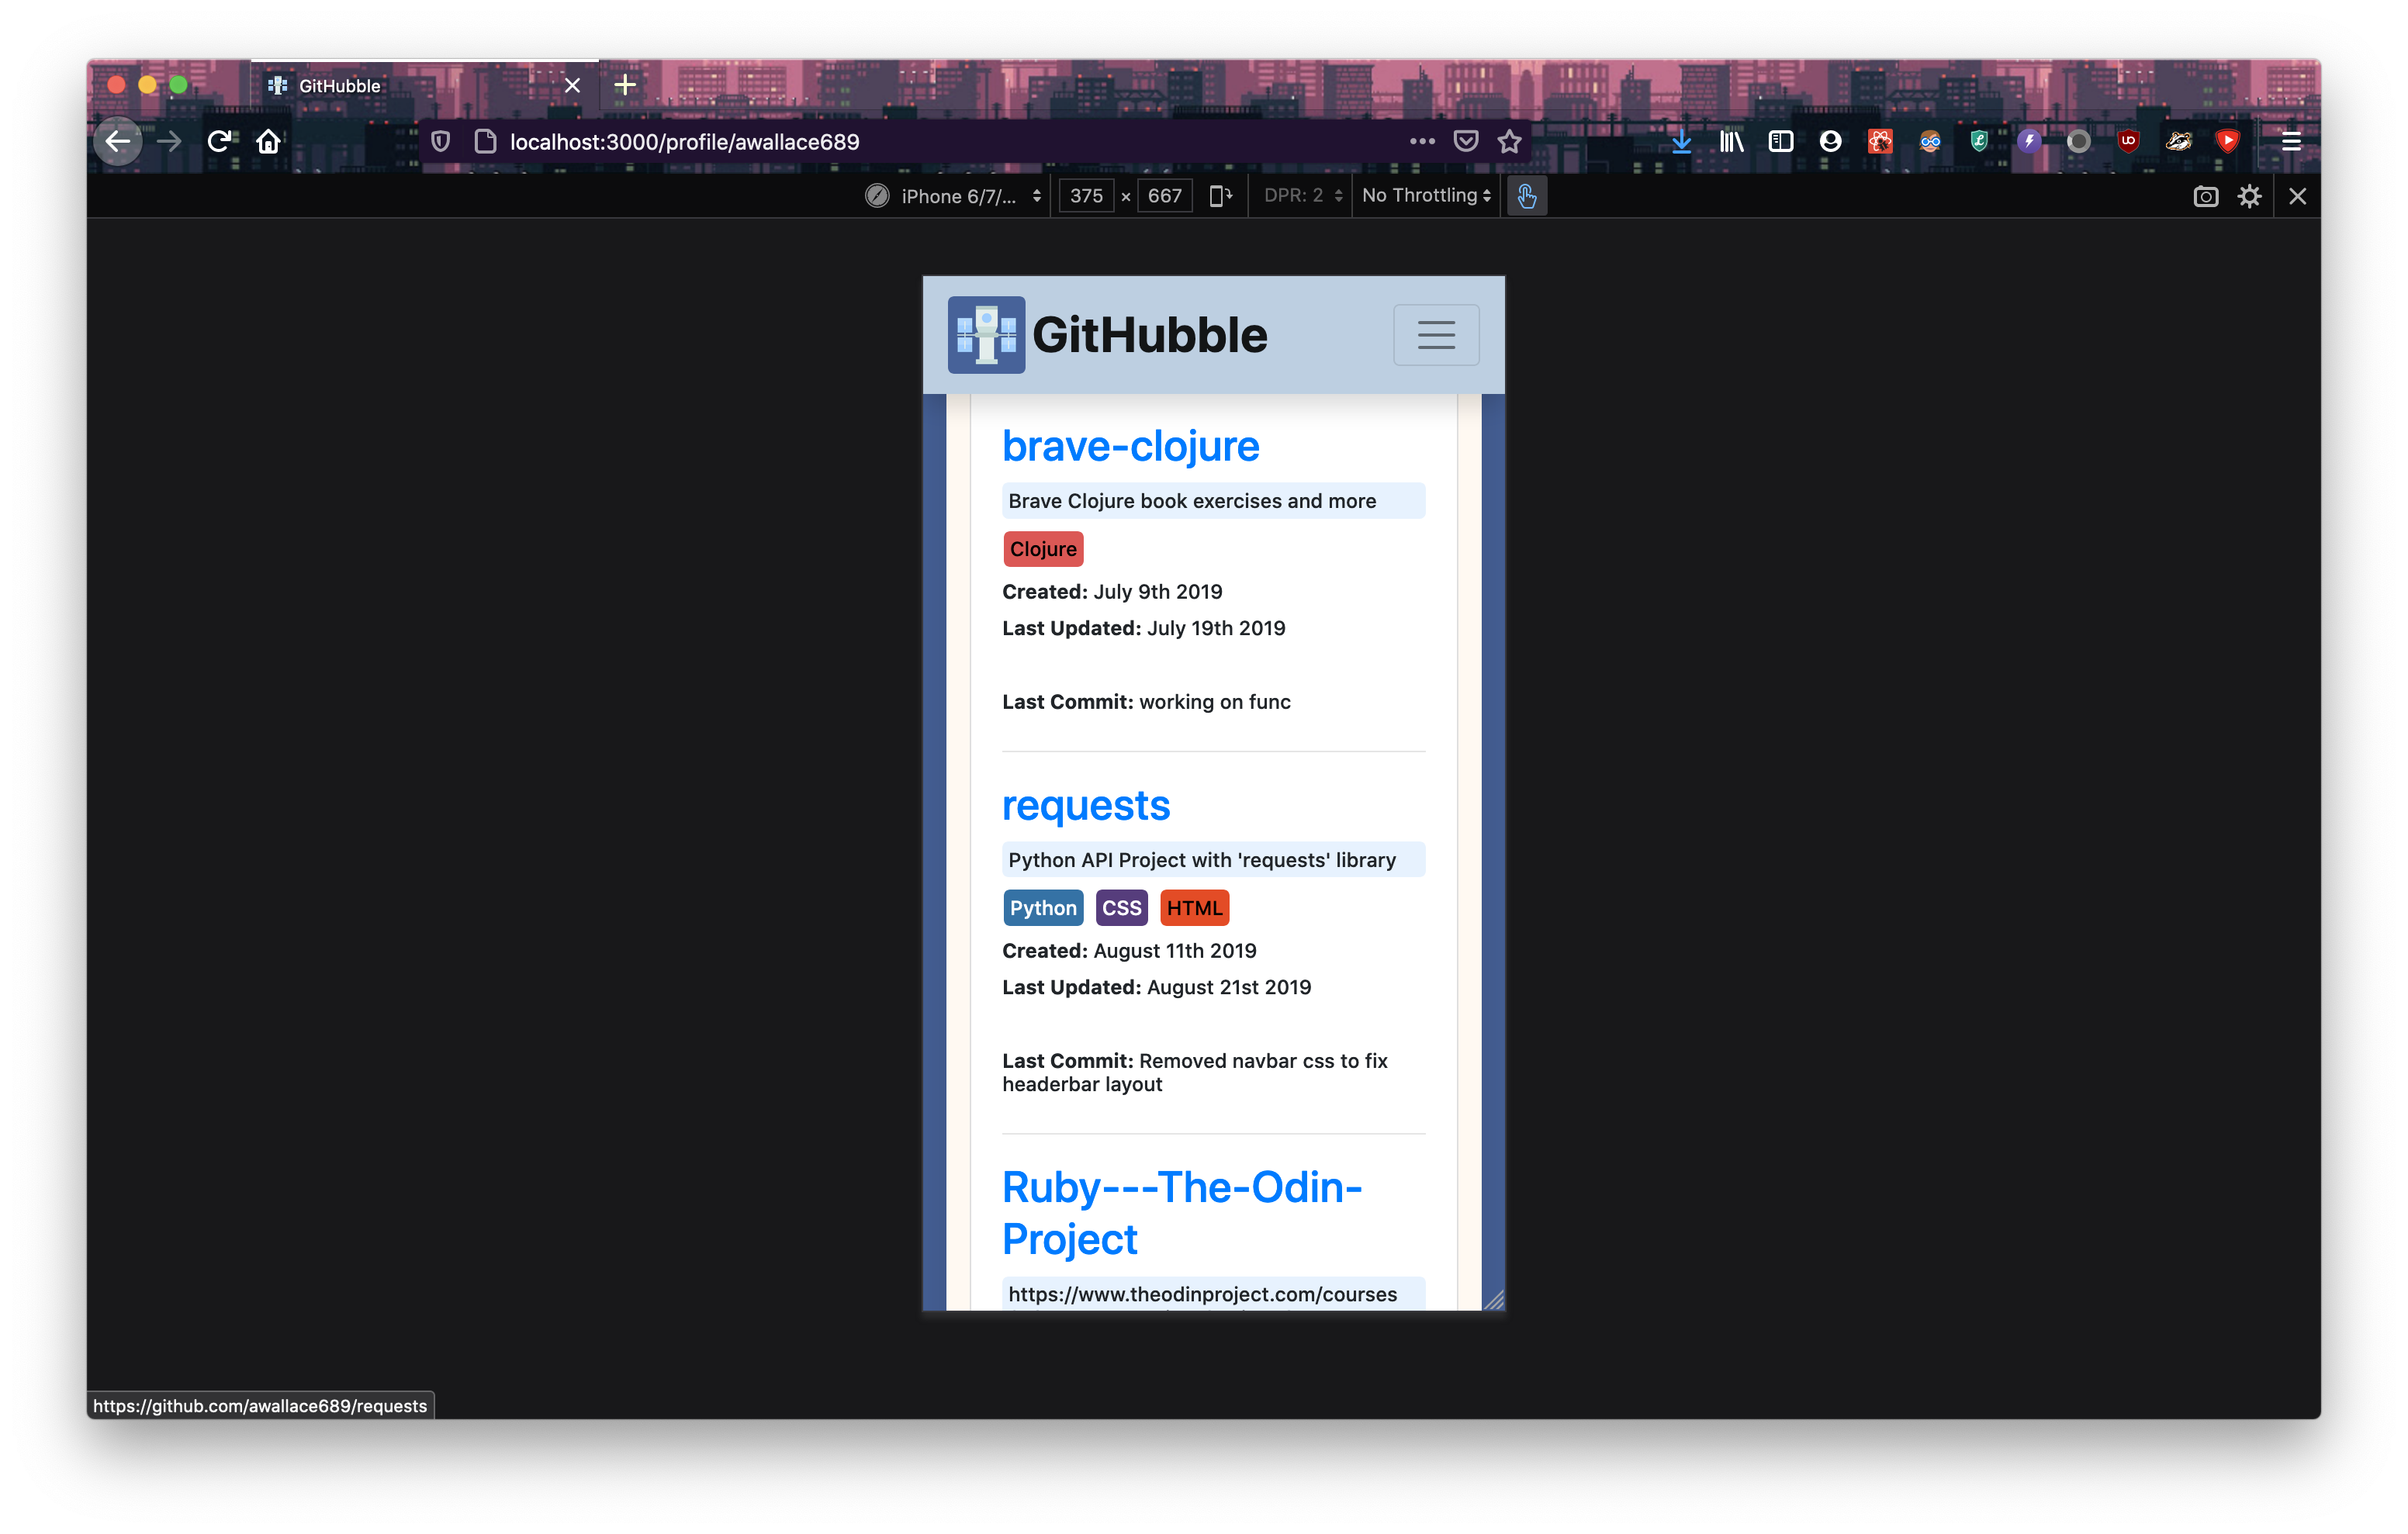 GitHubble
localhost:3000/profile/awallace689
iPhone 6/7/... 375 × 667 DPR: 2 No Throttling
GitHubble
brave-clojure
Brave Clojure book exercises and more
Clojure
Created: July 9th 2019
Last Updated: July 19th 2019
Last Commit: working on func
requests
Python API Project with 'requests' library
Python CSS HTML
Created: August 11th 2019
Last Updated: August 21st 2019
Last Commit: Removed navbar css to fix
headerbar layout
Ruby---The-Odin-
Project
https://www.theodinproject.com/courses
https://github.com/awallace689/requests